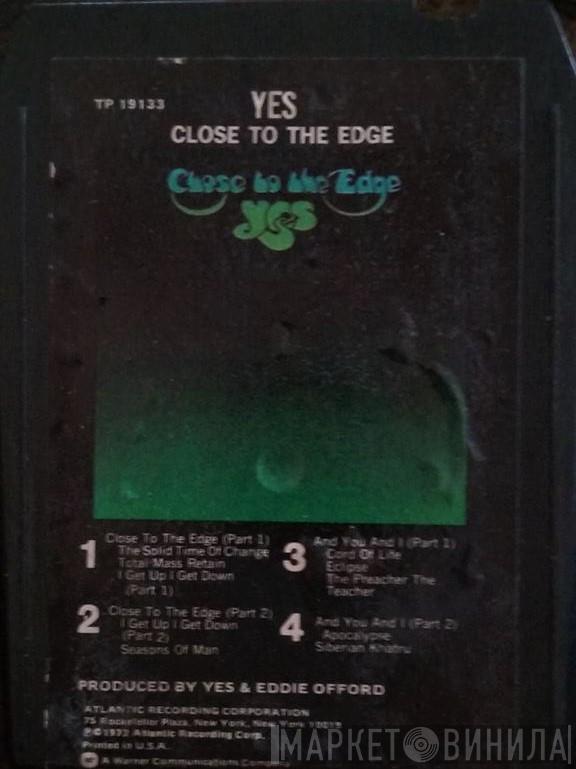 TP 19133
YES
CLOSE TO THE EDGE
Close to the Edge
Yes
1 Close To The Edge (Part 1)
The Solid Time Of Change
Total Mass Retain
I Get Up I Get Down
(Part 1)
2 Close To The Edge (Part 2)
I Get Up I Get Down
(Part 2)
Seasons Of Man
3 And You And I (Part 1)
Cord Of Life
Eclipse
The Preacher The
Teacher
4 And You And I (Part 2)
Apocalypse
Siberian Khatru
PRODUCED BY YES & EDDIE OFFORD
ATLANTIC RECORDING CORPORATION
75 Rockefeller Plaza, New York, New York 10019
℗©1972 Atlantic Recording Corp.
Printed in U.S.A.
A Warner Communications Company
МАРКЕТ ВИНИЛА